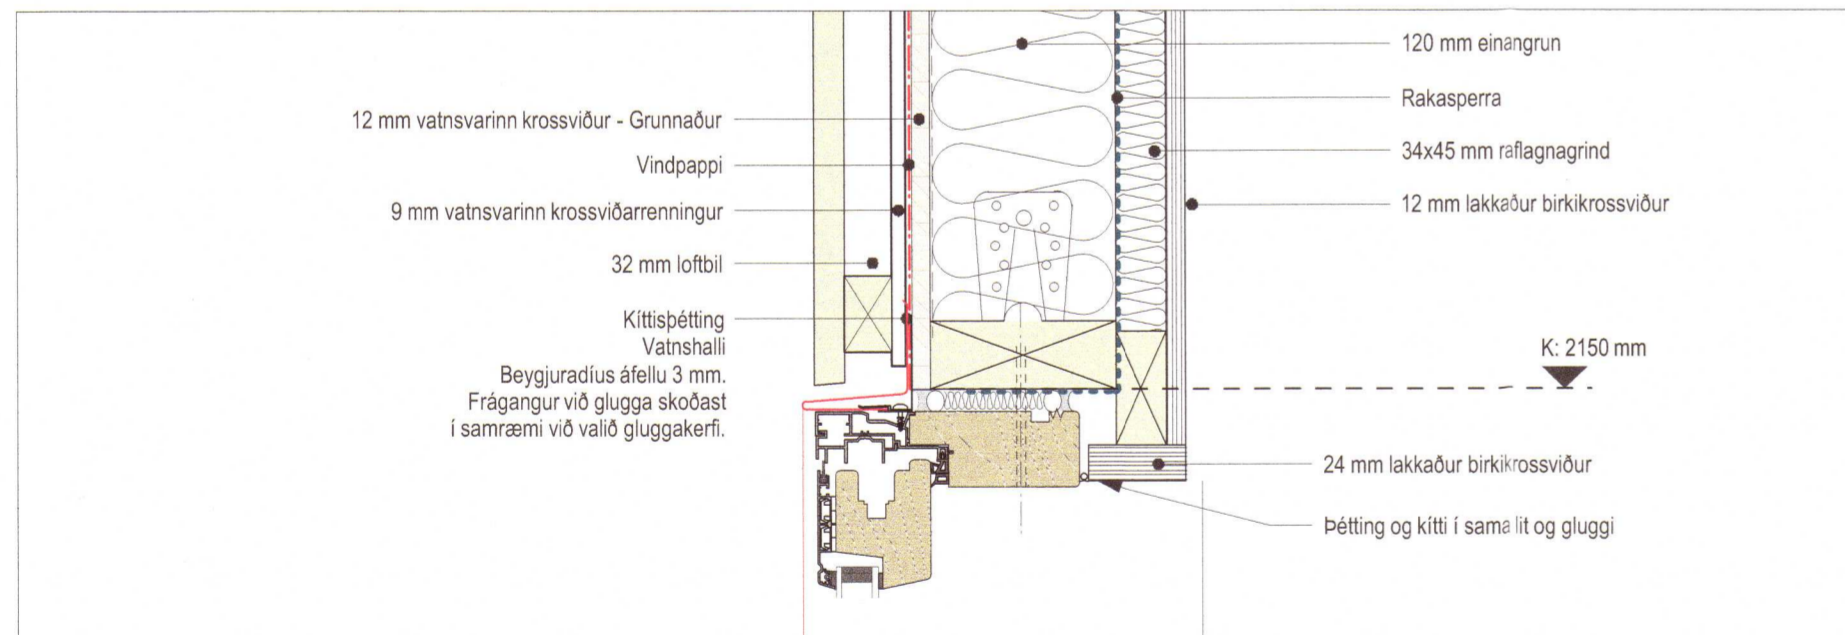 12 mm vatnsvarinn krossviður - Grunnaður
Vindpappi
9 mm vatnsvarinn krossviðarrenningur
32 mm loftbil
Kíttisþétting
Vatnshalli
Beygjuradíus áfellu 3 mm.
Frágangur við glugga skoðast
í samræmi við valið gluggakerfi.
120 mm einangrun
Rakasperra
34x45 mm raflagnagrind
12 mm lakkaður birkikrossviður
K: 2150 mm
24 mm lakkaður birkikrossviður
Þétting og kítti í sama lit og gluggi